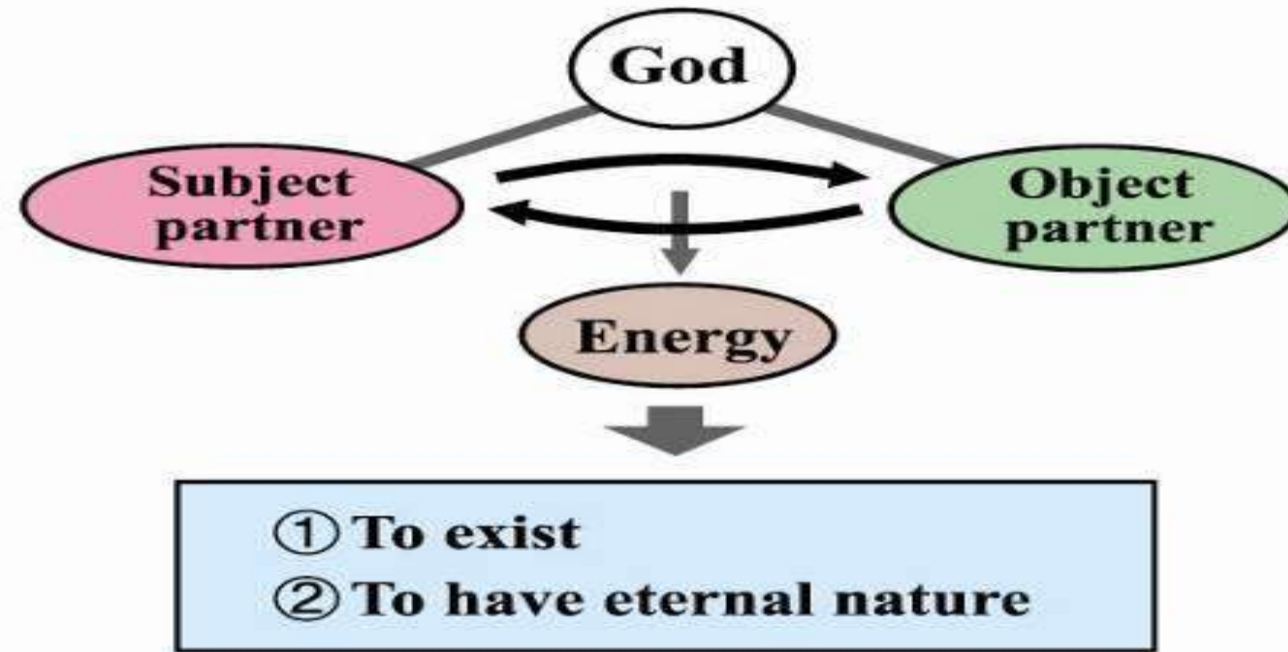 God
Subject
partner
Object
partner
Energy
① To exist
② To have eternal nature